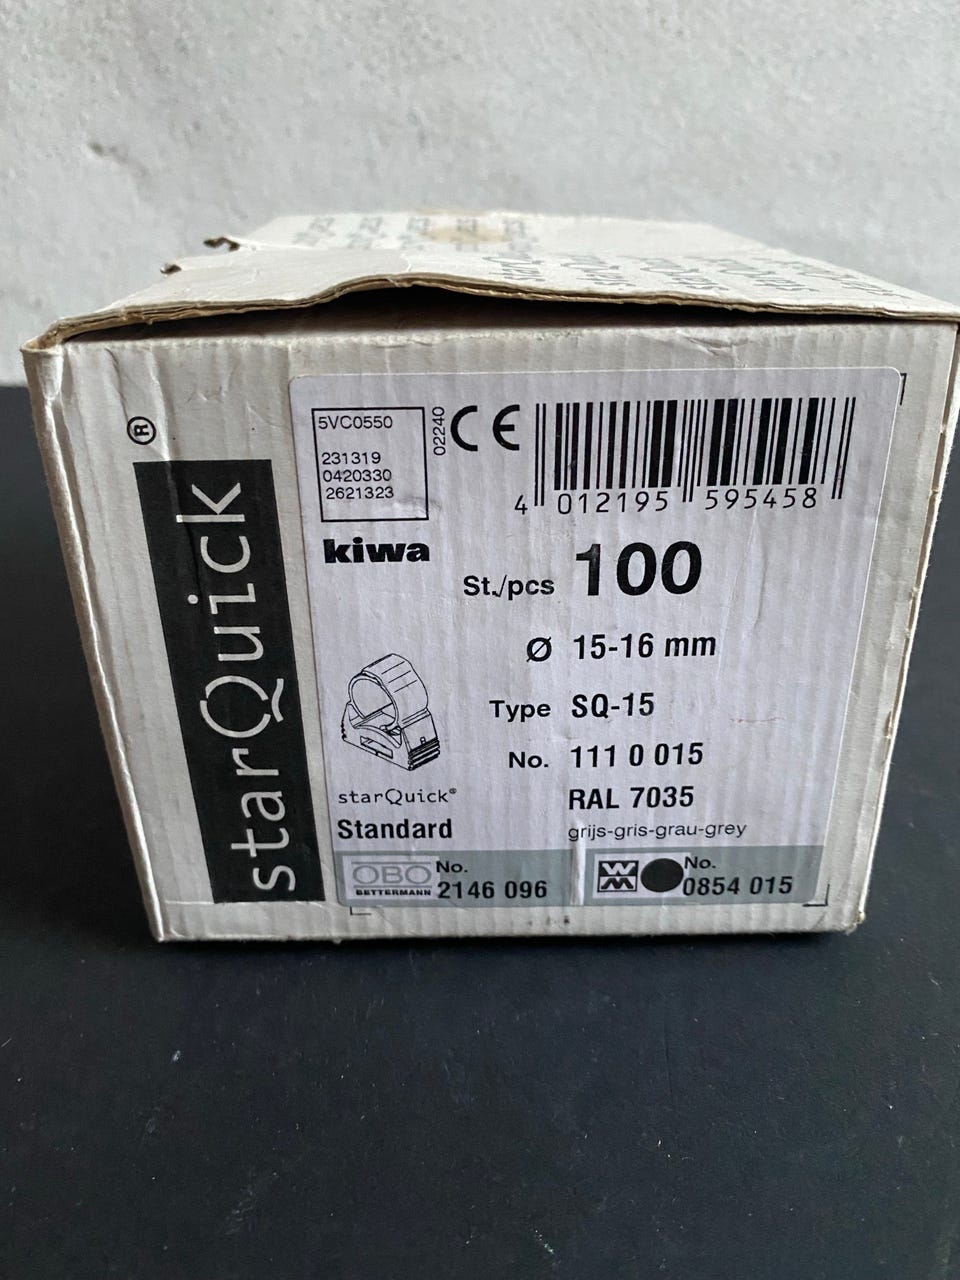 starQuick®
5VC0550
231319
0420330
2621323
02240
CE
4 012195 595458
kiwa
St./pcs 100
Ø 15-16 mm
Type SQ-15
No. 111 0 015
starQuick®
RAL 7035
Standard
grijs-gris-grau-grey
OBO BETTERMANN No. 2146 096
No. 0854 015